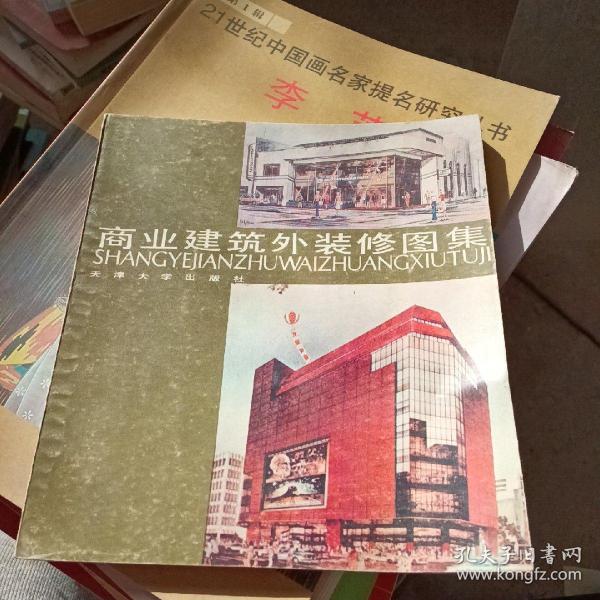 第1辑
21世纪中国画名家提名研究丛书
李
商业建筑外装修图集
SHANGYEJIANZHUWAIZHUANGXIUTUJI
天津大学出版社
孔夫子旧书网
www.kongfz.com